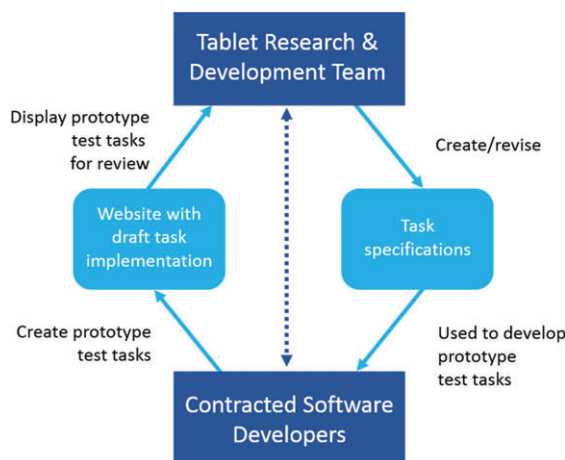 Tablet Research &
Development Team
Display prototype
test tasks
for review
Create/revise
Website with
draft task
implementation
Task
specifications
Create prototype
test tasks
Used to develop
prototype
test tasks
Contracted Software
Developers